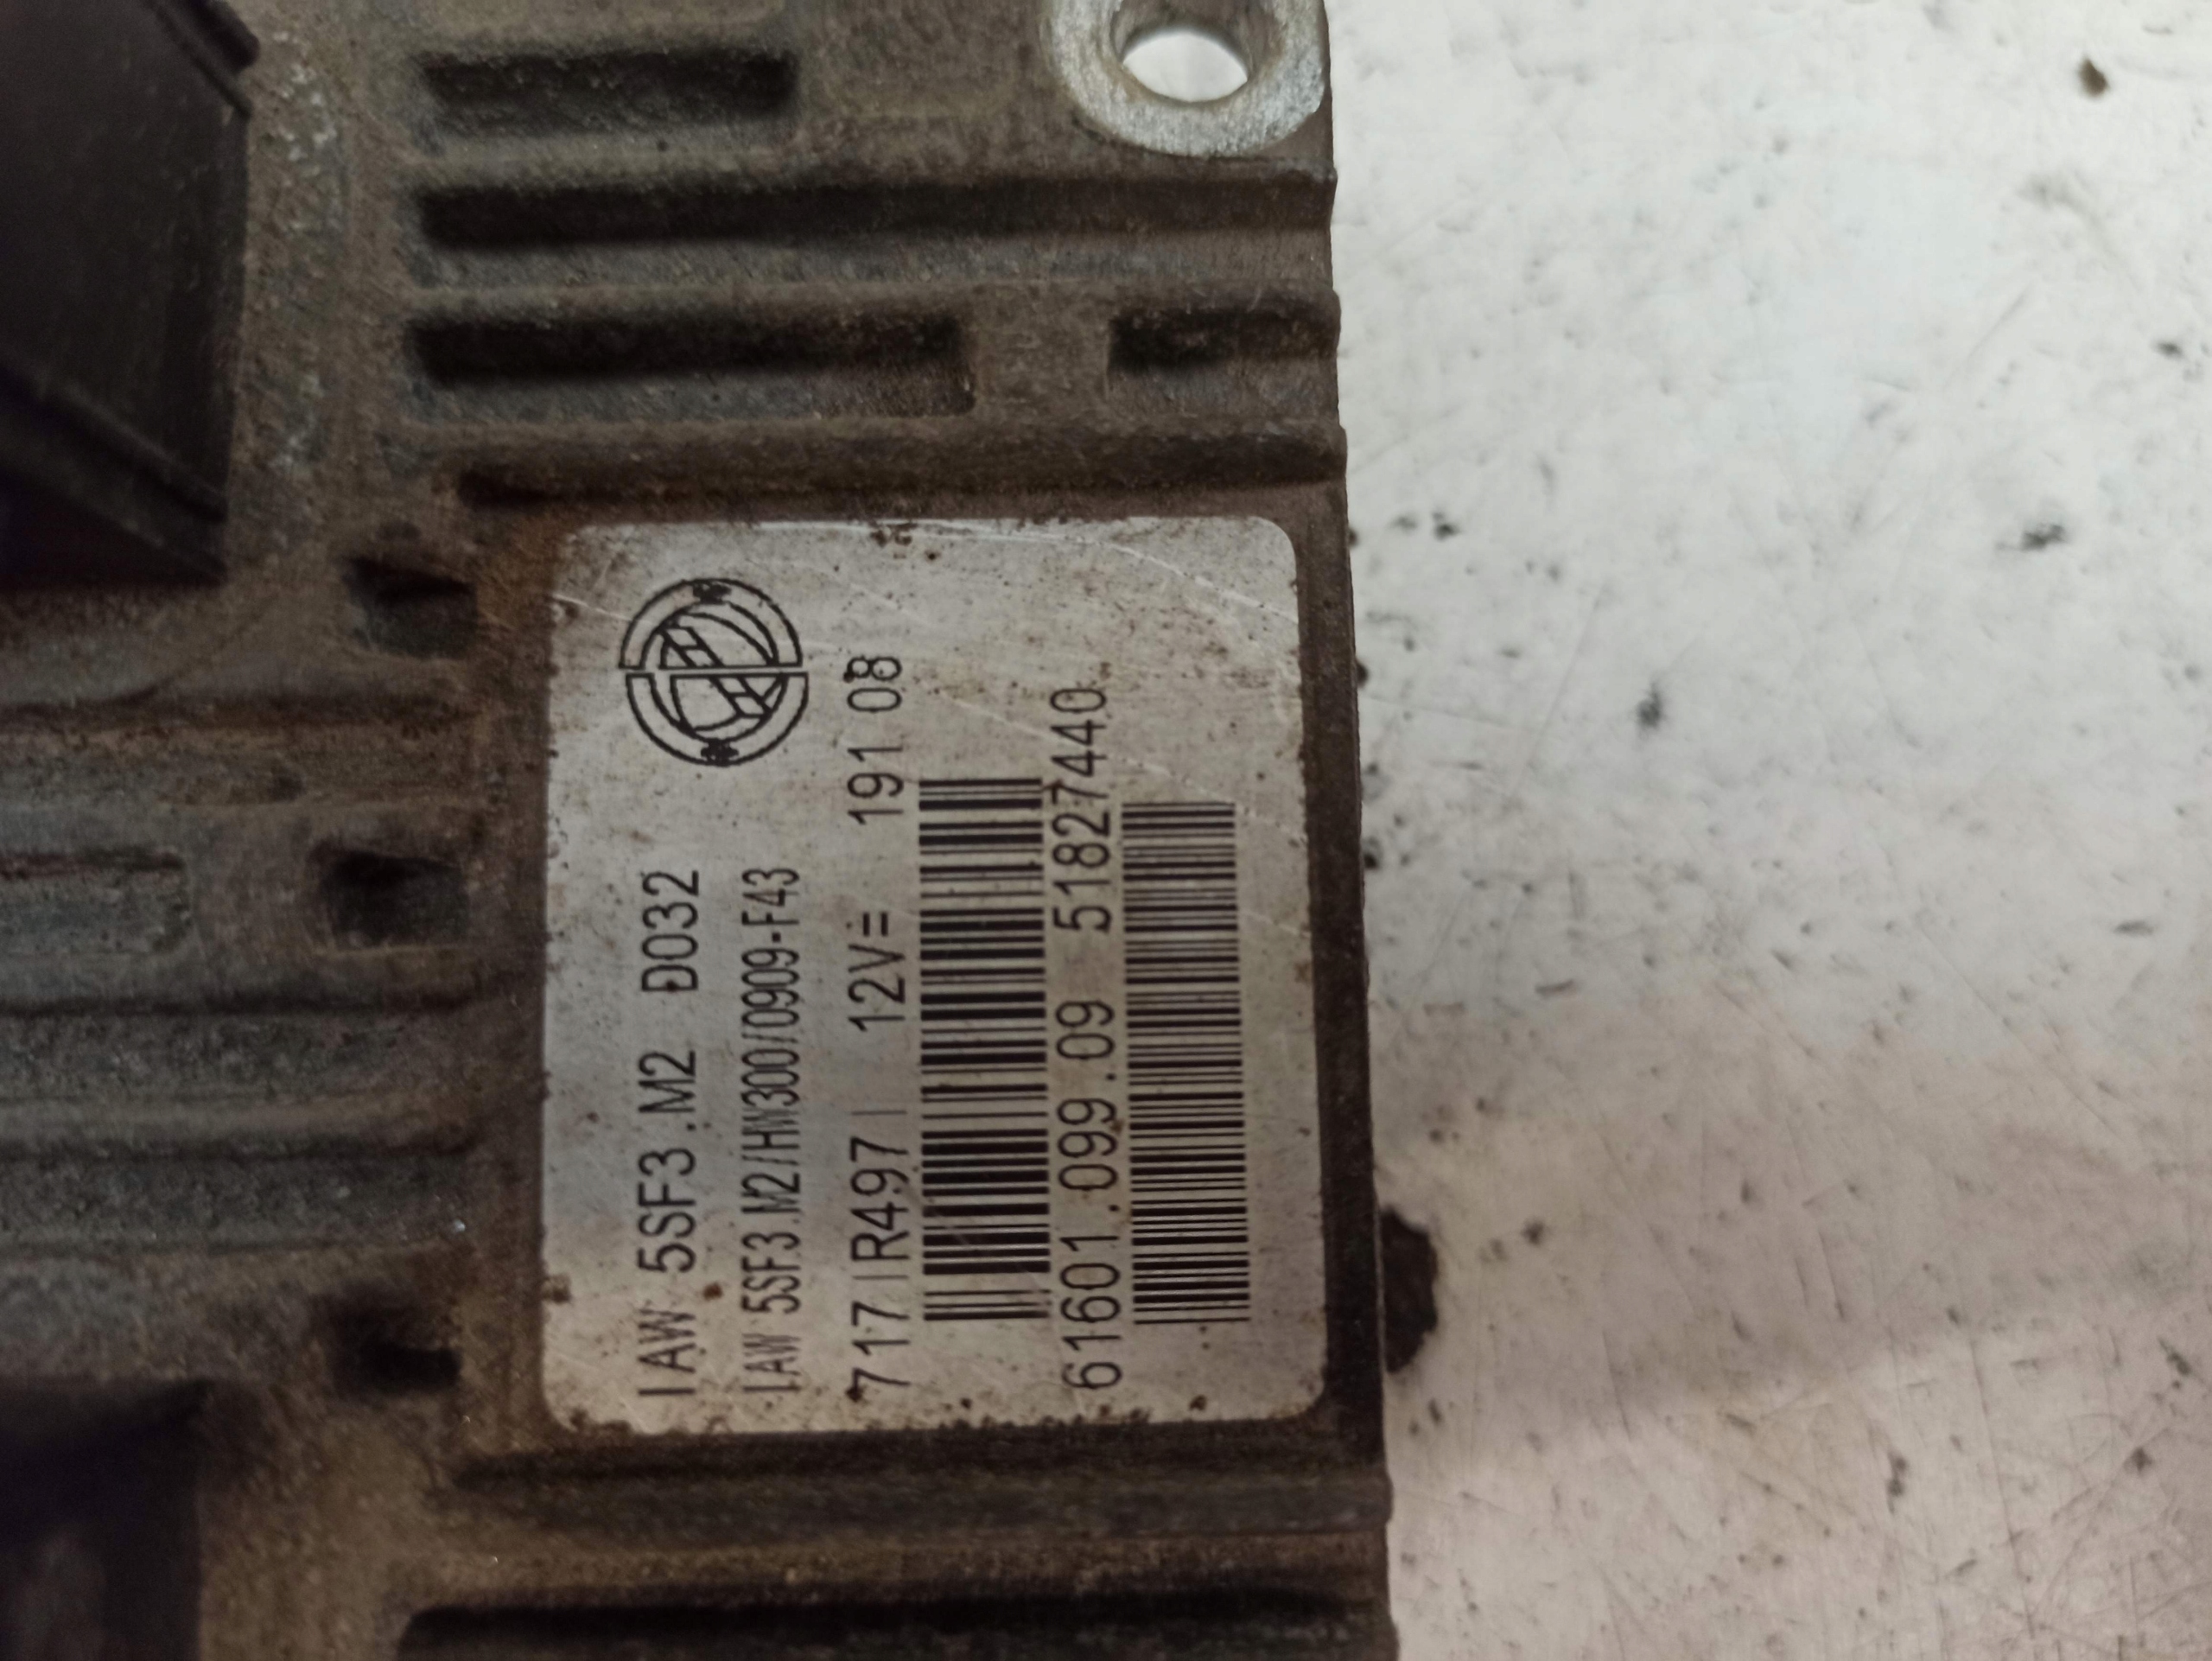 IAW 5SF3.M2 D032
IAW 5SF3.M2/HW300/0909-F43
717 R497 12V= 191 08
61601.099.09 51827440